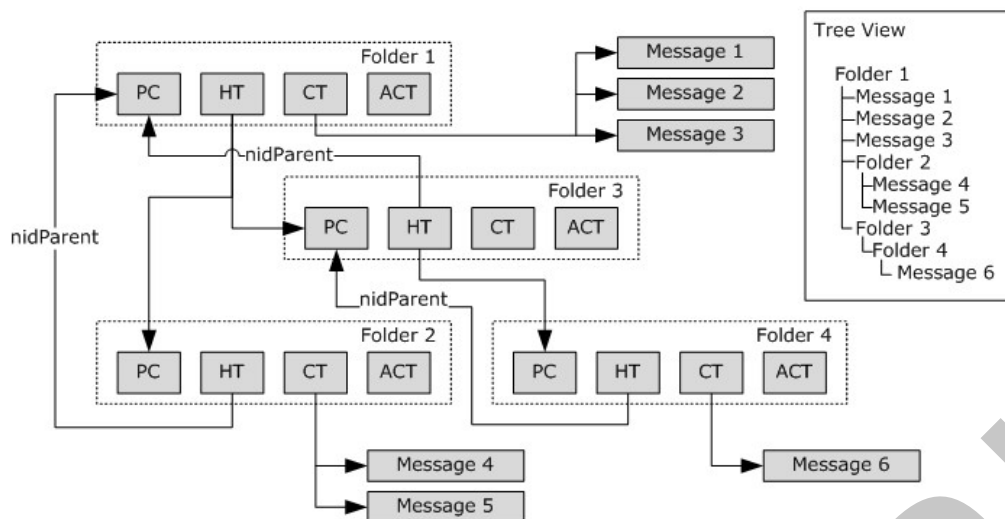 Folder 1
PC HT CT ACT
Message 1
Message 2
Message 3
nidParent
Folder 3
PC HT CT ACT
nidParent
nidParent
Folder 2
PC HT CT ACT
Folder 4
PC HT CT ACT
Message 4
Message 5
Message 6
Tree View
Folder 1
Message 1
Message 2
Message 3
Folder 2
Message 4
Message 5
Folder 3
Folder 4
Message 6